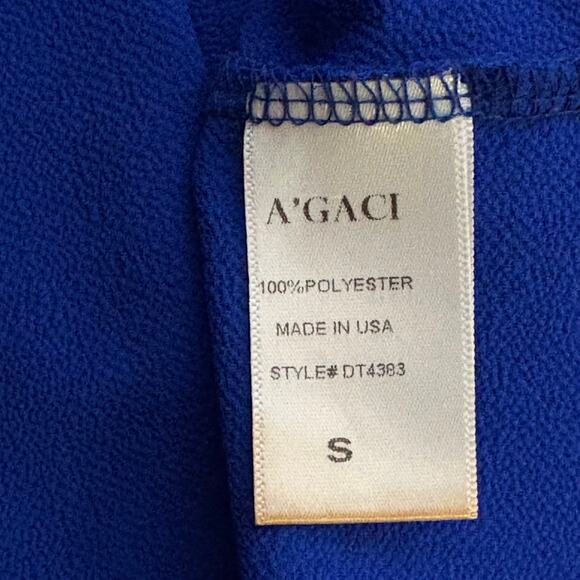 A'GACI
100%POLYESTER
MADE IN USA
STYLE# DT4383
S